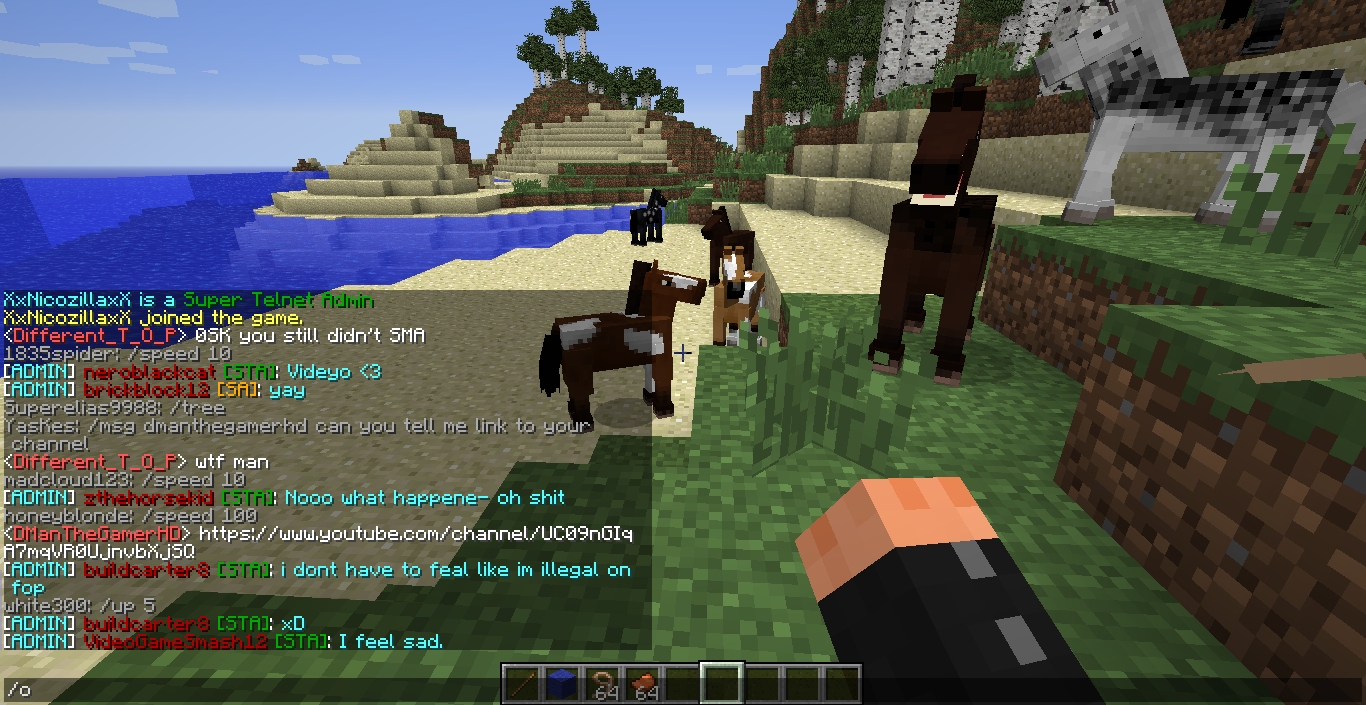 XxNicozillaxX is a Super Telnet Admin
XxNicozillaxX joined the game.
<Different_T_O_P> OSK you still didn't SMA
1835spider: /speed 10
[ADMIN] neroblackcat [STA]: Videyo <3
[ADMIN] brickblock12 [SA]: yay
Superelias9988: /tree
YasKes: /msg dmanthegamerhd can you tell me link to your
channel
<Different_T_O_P> wtf man
madcloud123: /speed 10
[ADMIN] zthehorsekid [STA]: Nooo what happene- oh shit
honeyblonde: /speed 100
<DManTheGamerHD> https://www.youtube.com/channel/UC09nGIq
A7mqVR0UjnvbXjSQ
[ADMIN] buildcarter8 [STA]: i dont have to feal like im illegal on
fop
white300: /up 5
[ADMIN] buildcarter8 [STA]: xD
[ADMIN] VideoGameSmash12 [STA]: I feel sad.
64 64
/o